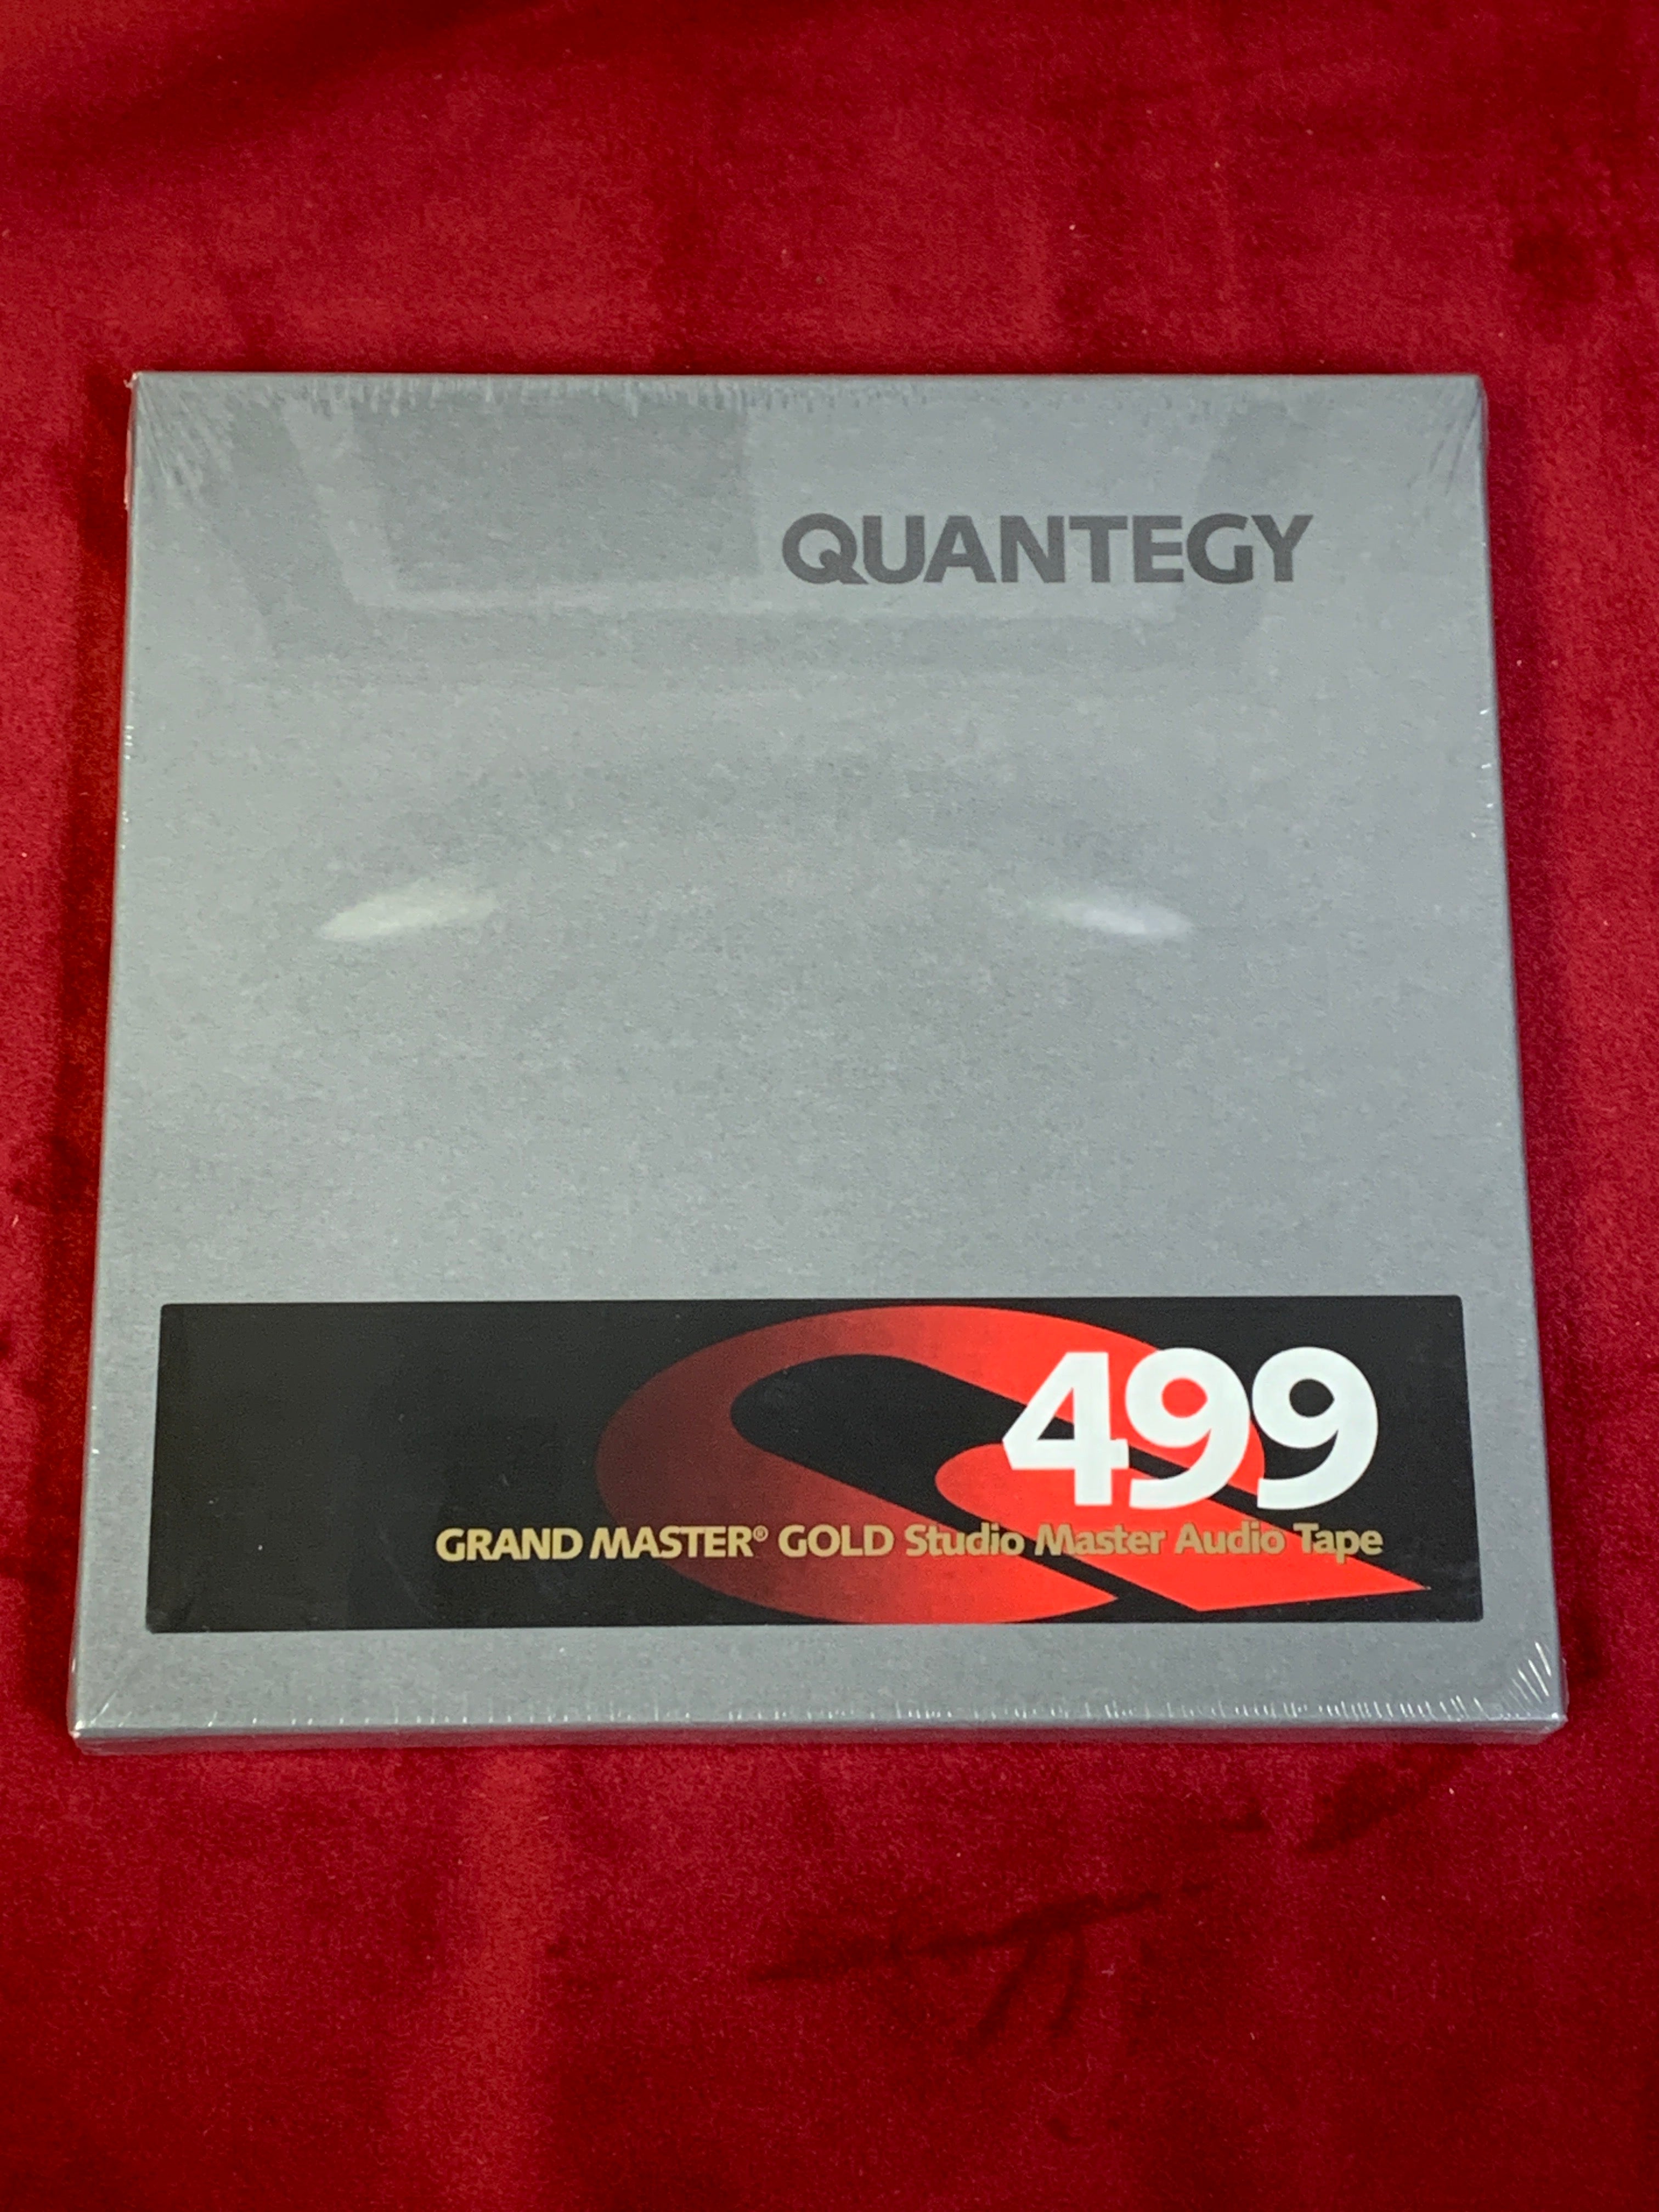 QUANTEGY
499
GRAND MASTER® GOLD Studio Master Audio Tape